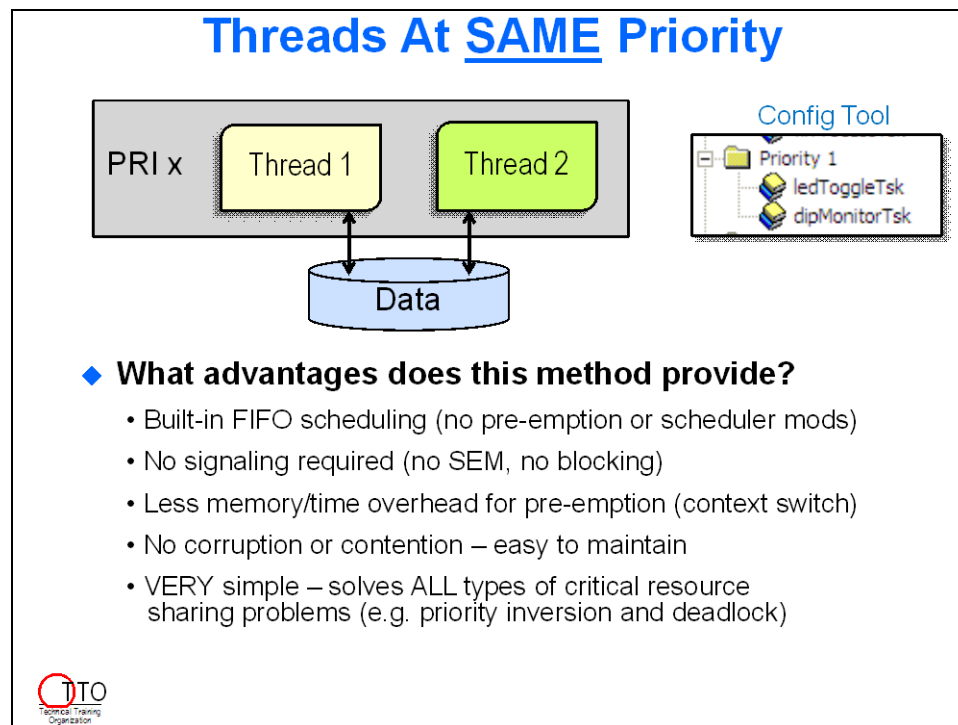 Threads At SAME Priority
PRI x
Thread 1
Thread 2
Data
Config Tool
Priority 1
ledToggleTsk
dipMonitorTsk
What advantages does this method provide?
• Built-in FIFO scheduling (no pre-emption or scheduler mods)
• No signaling required (no SEM, no blocking)
• Less memory/time overhead for pre-emption (context switch)
• No corruption or contention – easy to maintain
• VERY simple – solves ALL types of critical resource
sharing problems (e.g. priority inversion and deadlock)
TTO
Technical Training
Organization